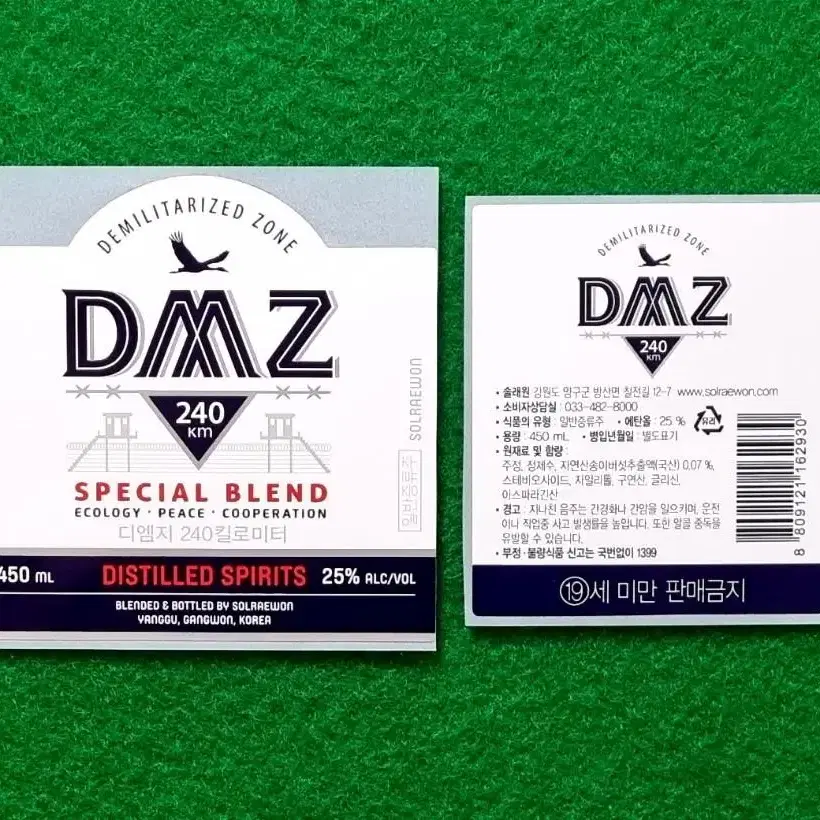 DEMILITARIZED ZONE
DMZ
240
KM
SPECIAL BLEND
ECOLOGY · PEACE · COOPERATION
디엠지 240킬로미터
SOLRAEWON
일반증류주
450 mL DISTILLED SPIRITS 25% ALC/VOL
BLENDED & BOTTLED BY SOLRAEWON
YANGGU, GANGWON, KOREA
DEMILITARIZED ZONE
DMZ
240
KM
• 솔래원 강원도 양구군 방산면 칠전길 12-7 www.solraewon.com
• 소비자상담실 : 033-482-8000
• 식품의 유형 : 일반증류주 • 에탄올 : 25 %
유리
• 용량 : 450 mL • 병입년월일 : 별도표기
• 원재료 및 함량 :
주정, 정제수, 자연산송이버섯추출액(국산) 0.07 %,
스테비오사이드, 자일리톨, 구연산, 글리신,
아스파라긴산
• 경고 : 지나친 음주는 간경화나 간암을 일으키며, 운전
이나 작업중 사고 발생률을 높입니다. 또한 알콜 중독을
유발할 수 있습니다.
• 부정·불량식품 신고는 국번없이 1399
8 809121 162930
⑲세 미만 판매금지